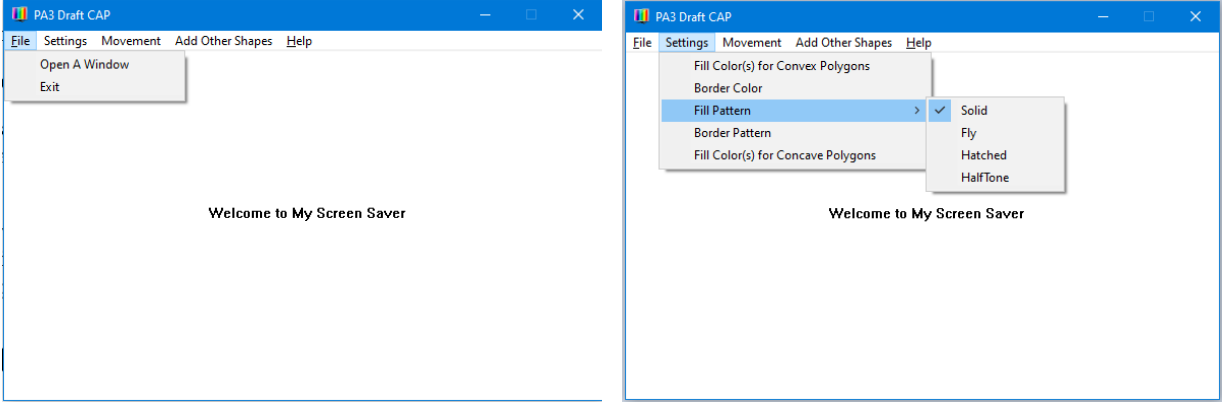 PA3 Draft CAP
File Settings Movement Add Other Shapes Help
Open A Window
Exit
Welcome to My Screen Saver
PA3 Draft CAP
File Settings Movement Add Other Shapes Help
Fill Color(s) for Convex Polygons
Border Color
Fill Pattern
Border Pattern
Fill Color(s) for Concave Polygons
Solid
Fly
Hatched
HalfTone
Welcome to My Screen Saver